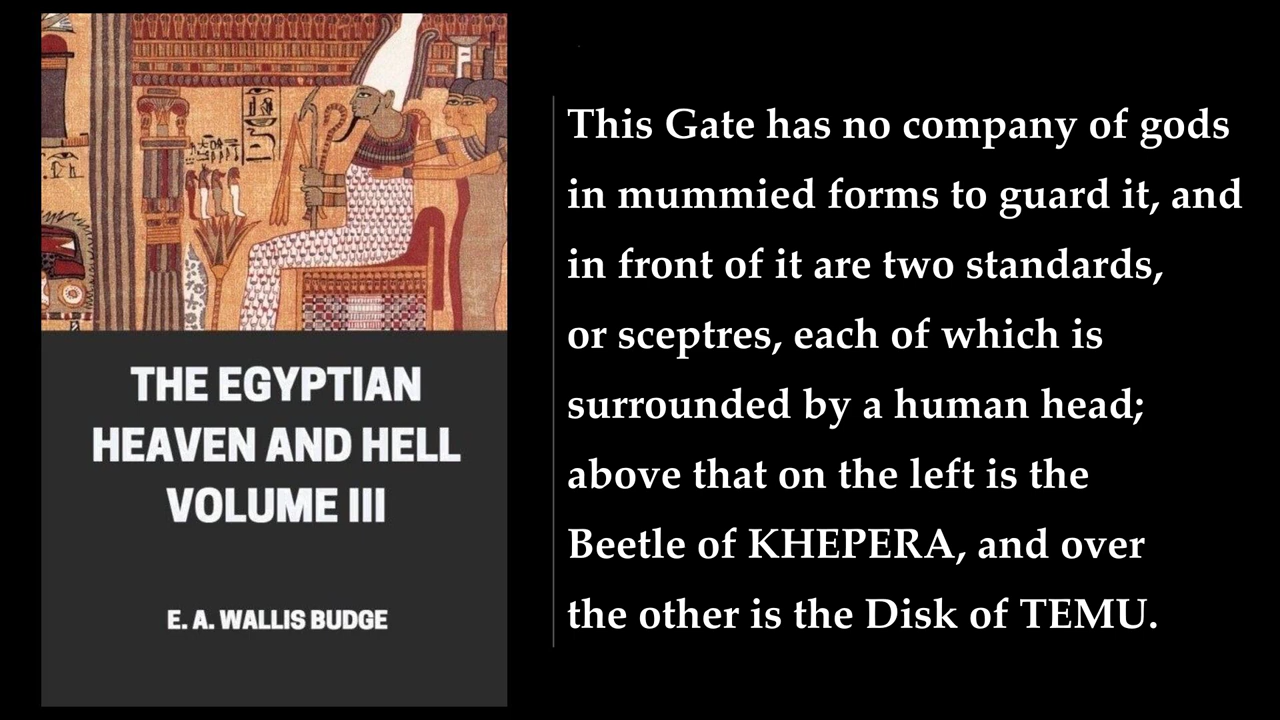 THE EGYPTIAN
HEAVEN AND HELL
VOLUME III
E. A. WALLIS BUDGE
This Gate has no company of gods
in mummied forms to guard it, and
in front of it are two standards,
or sceptres, each of which is
surrounded by a human head;
above that on the left is the
Beetle of KHEPERA, and over
the other is the Disk of TEMU.